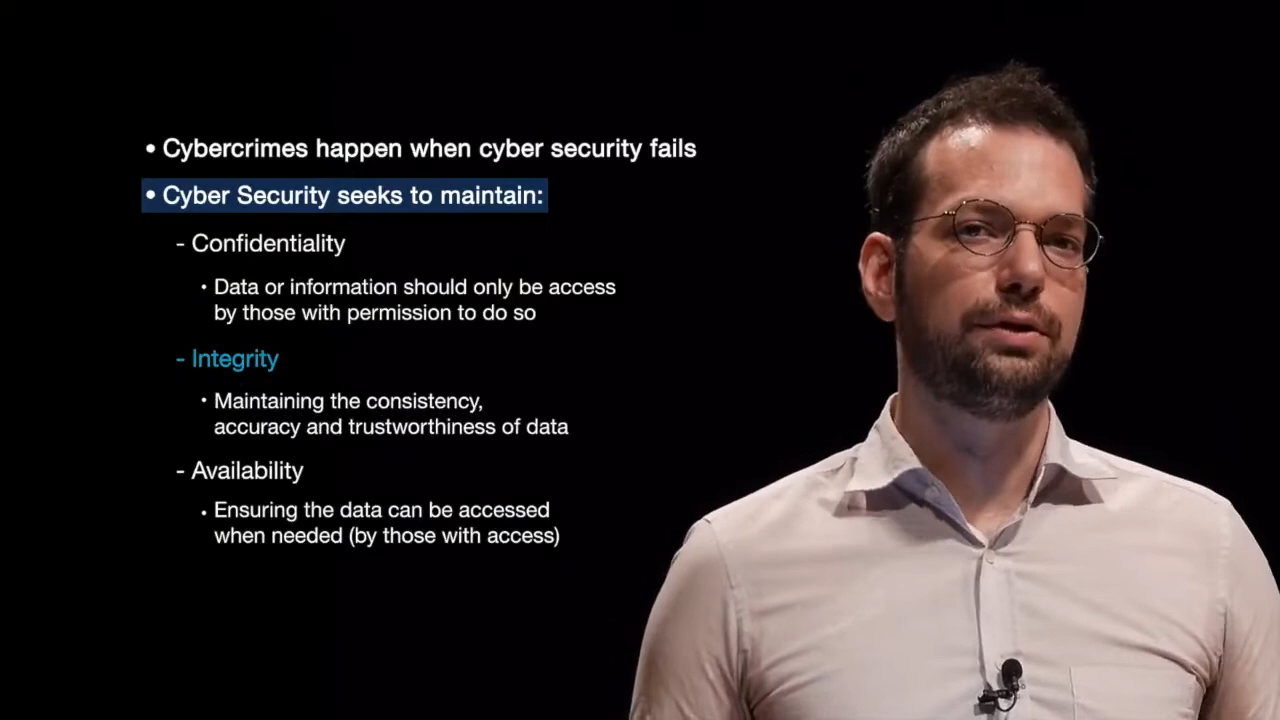 • Cybercrimes happen when cyber security fails
• Cyber Security seeks to maintain:
- Confidentiality
• Data or information should only be access
by those with permission to do so
- Integrity
• Maintaining the consistency,
accuracy and trustworthiness of data
- Availability
• Ensuring the data can be accessed
when needed (by those with access)